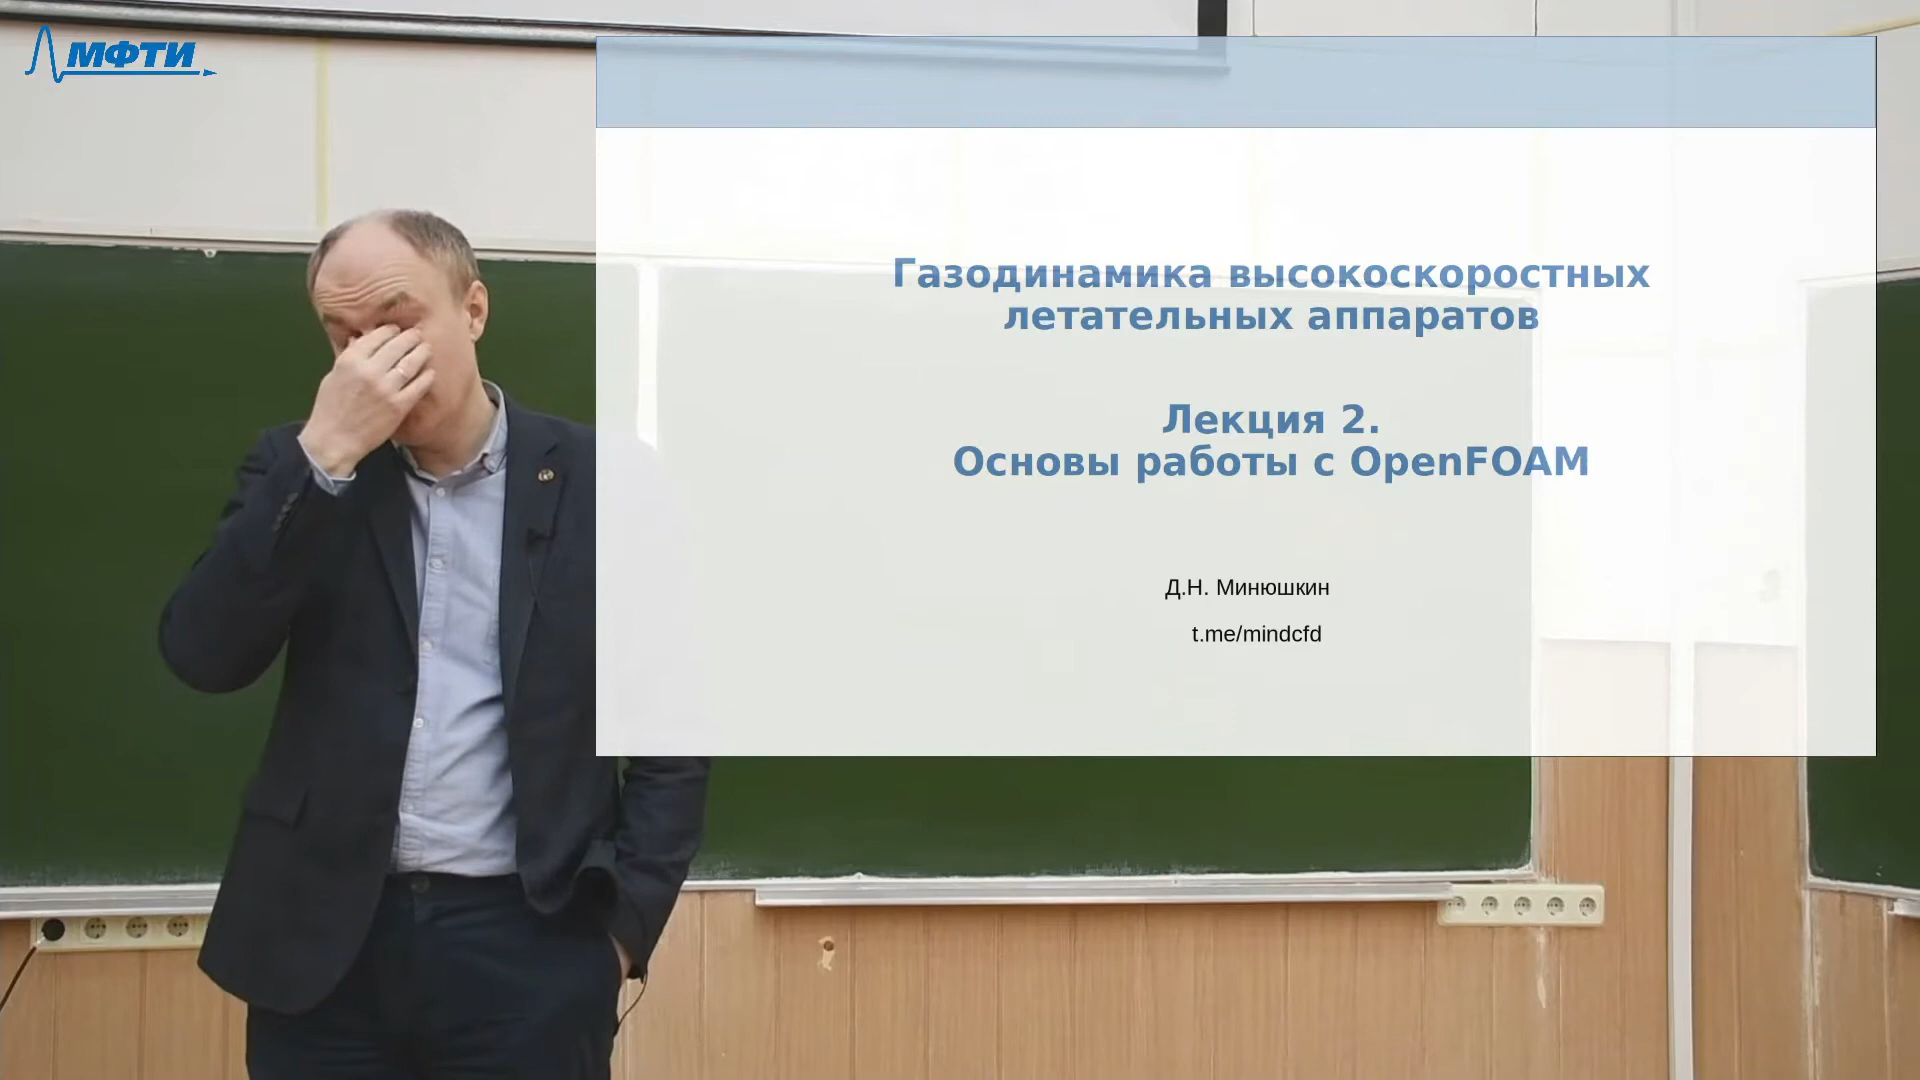 МФТИ
Газодинамика высокоскоростных
летательных аппаратов
Лекция 2.
Основы работы с OpenFOAM
Д.Н. Минюшкин
t.me/mindcfd